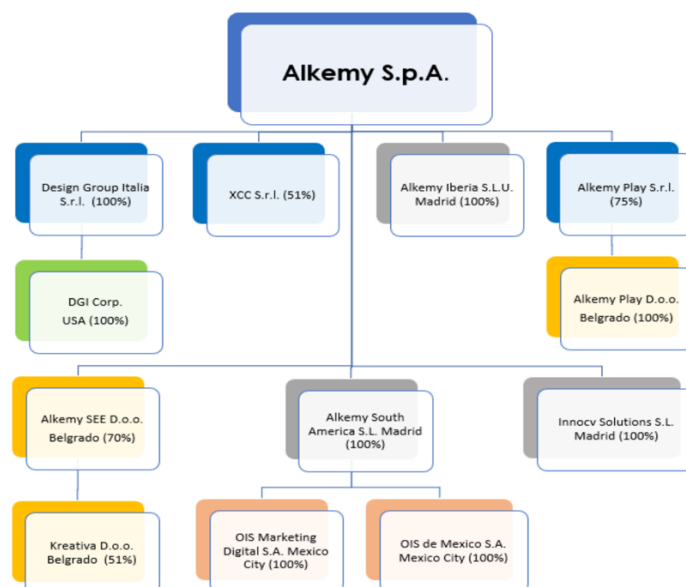 Alkemy S.p.A.
Design Group Italia
S.r.l. (100%)
XCC S.r.l. (51%)
Alkemy Iberia S.L.U.
Madrid (100%)
Alkemy Play S.r.l.
(75%)
DGI Corp.
USA (100%)
Alkemy Play D.o.o.
Belgrado (100%)
Alkemy SEE D.o.o.
Belgrado (70%)
Alkemy South
America S.L. Madrid
(100%)
Innocv Solutions S.L.
Madrid (100%)
Kreativa D.o.o.
Belgrado (51%)
OIS Marketing
Digital S.A. Mexico
City (100%)
OIS de Mexico S.A.
Mexico City (100%)